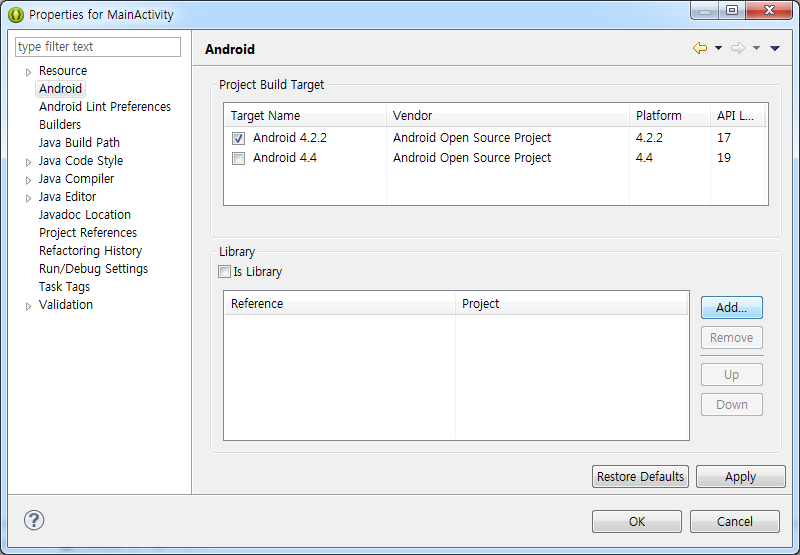 Properties for MainActivity
type filter text
Resource
Android
Android Lint Preferences
Builders
Java Build Path
Java Code Style
Java Compiler
Java Editor
Javadoc Location
Project References
Refactoring History
Run/Debug Settings
Task Tags
Validation
Android
Project Build Target
Target Name Vendor Platform API L...
Android 4.2.2 Android Open Source Project 4.2.2 17
Android 4.4 Android Open Source Project 4.4 19
Library
Is Library
Reference Project
Add...
Remove
Up
Down
Restore Defaults Apply
OK Cancel